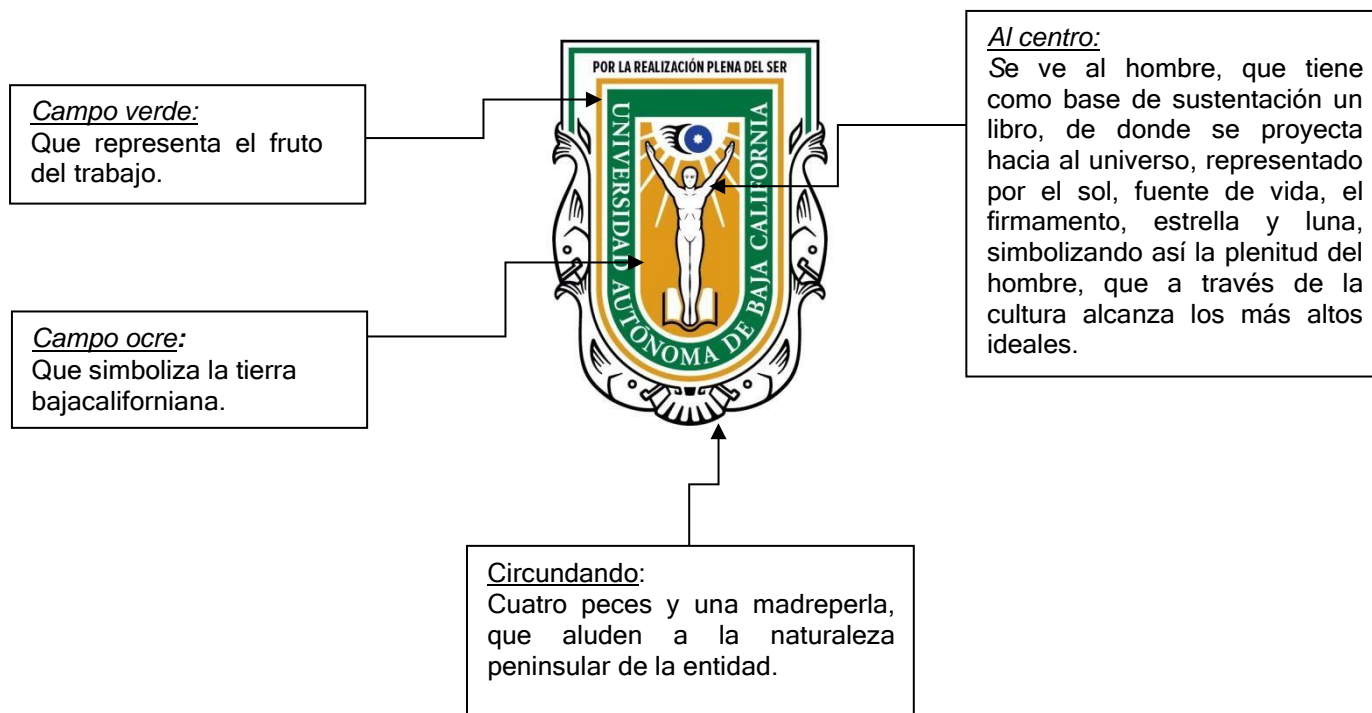 POR LA REALIZACIÓN PLENA DEL SER
UNIVERSIDAD AUTÓNOMA DE BAJA CALIFORNIA
Campo verde:
Que representa el fruto
del trabajo.
Campo ocre:
Que simboliza la tierra
bajacaliforniana.
Al centro:
Se ve al hombre, que tiene
como base de sustentación un
libro, de donde se proyecta
hacia al universo, representado
por el sol, fuente de vida, el
firmamento, estrella y luna,
simbolizando así la plenitud del
hombre, que a través de la
cultura alcanza los más altos
ideales.
Circundando:
Cuatro peces y una madreperla,
que aluden a la naturaleza
peninsular de la entidad.